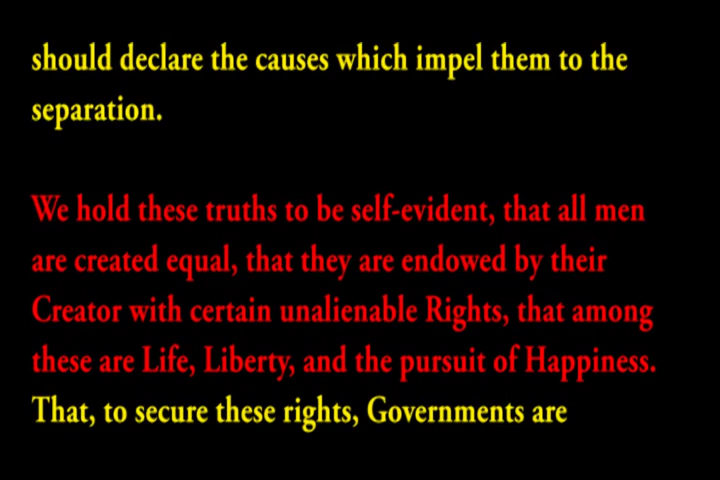 should declare the causes which impel them to the
separation.
We hold these truths to be self-evident, that all men
are created equal, that they are endowed by their
Creator with certain unalienable Rights, that among
these are Life, Liberty, and the pursuit of Happiness.
That, to secure these rights, Governments are